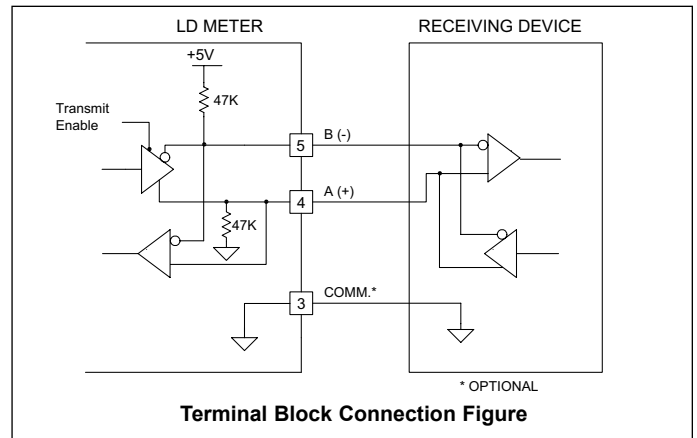 LD METER
RECEIVING DEVICE
+5V
47K
Transmit
Enable
5
B (-)
4
A (+)
47K
3
COMM.*
* OPTIONAL
Terminal Block Connection Figure